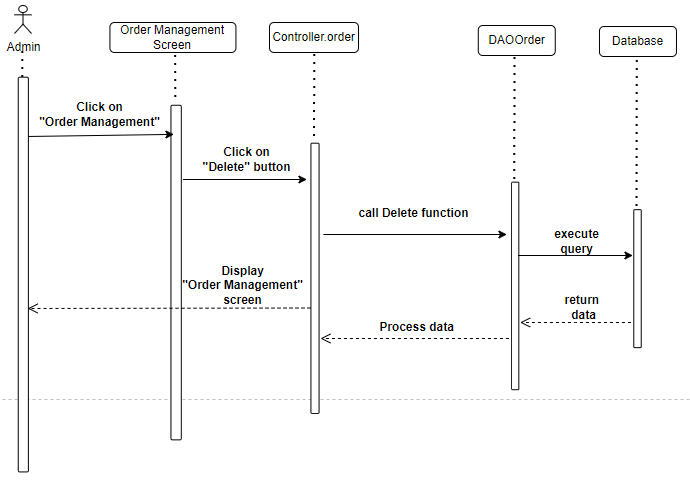 Admin
Order Management
Screen
Controller.order
DAOOrder
Database
Click on
"Order Management"
Click on
"Delete" button
call Delete function
execute
query
Display
"Order Management"
screen
return
data
Process data